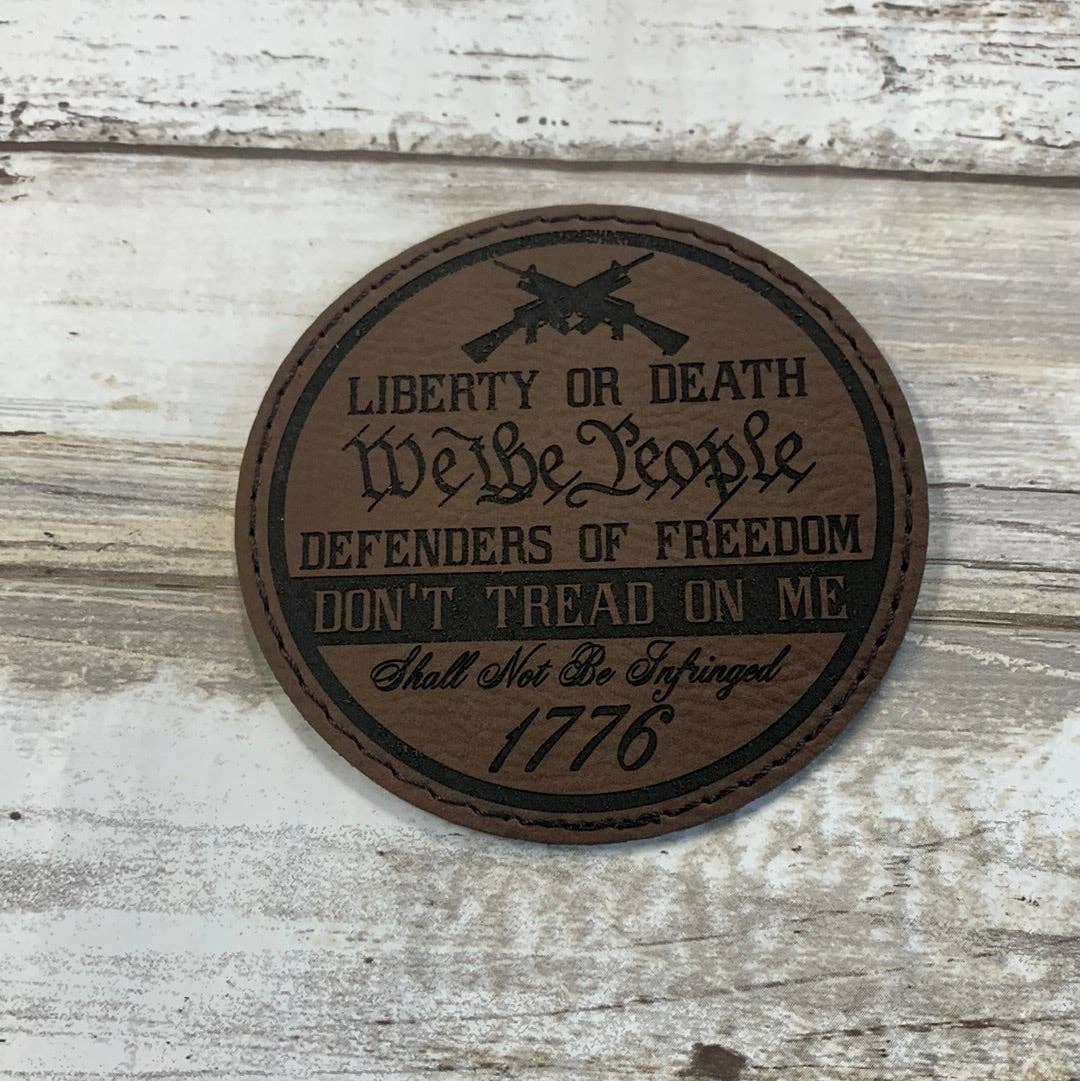 LIBERTY OR DEATH
We The People
DEFENDERS OF FREEDOM
DON'T TREAD ON ME
Shall Not Be Infringed
1776